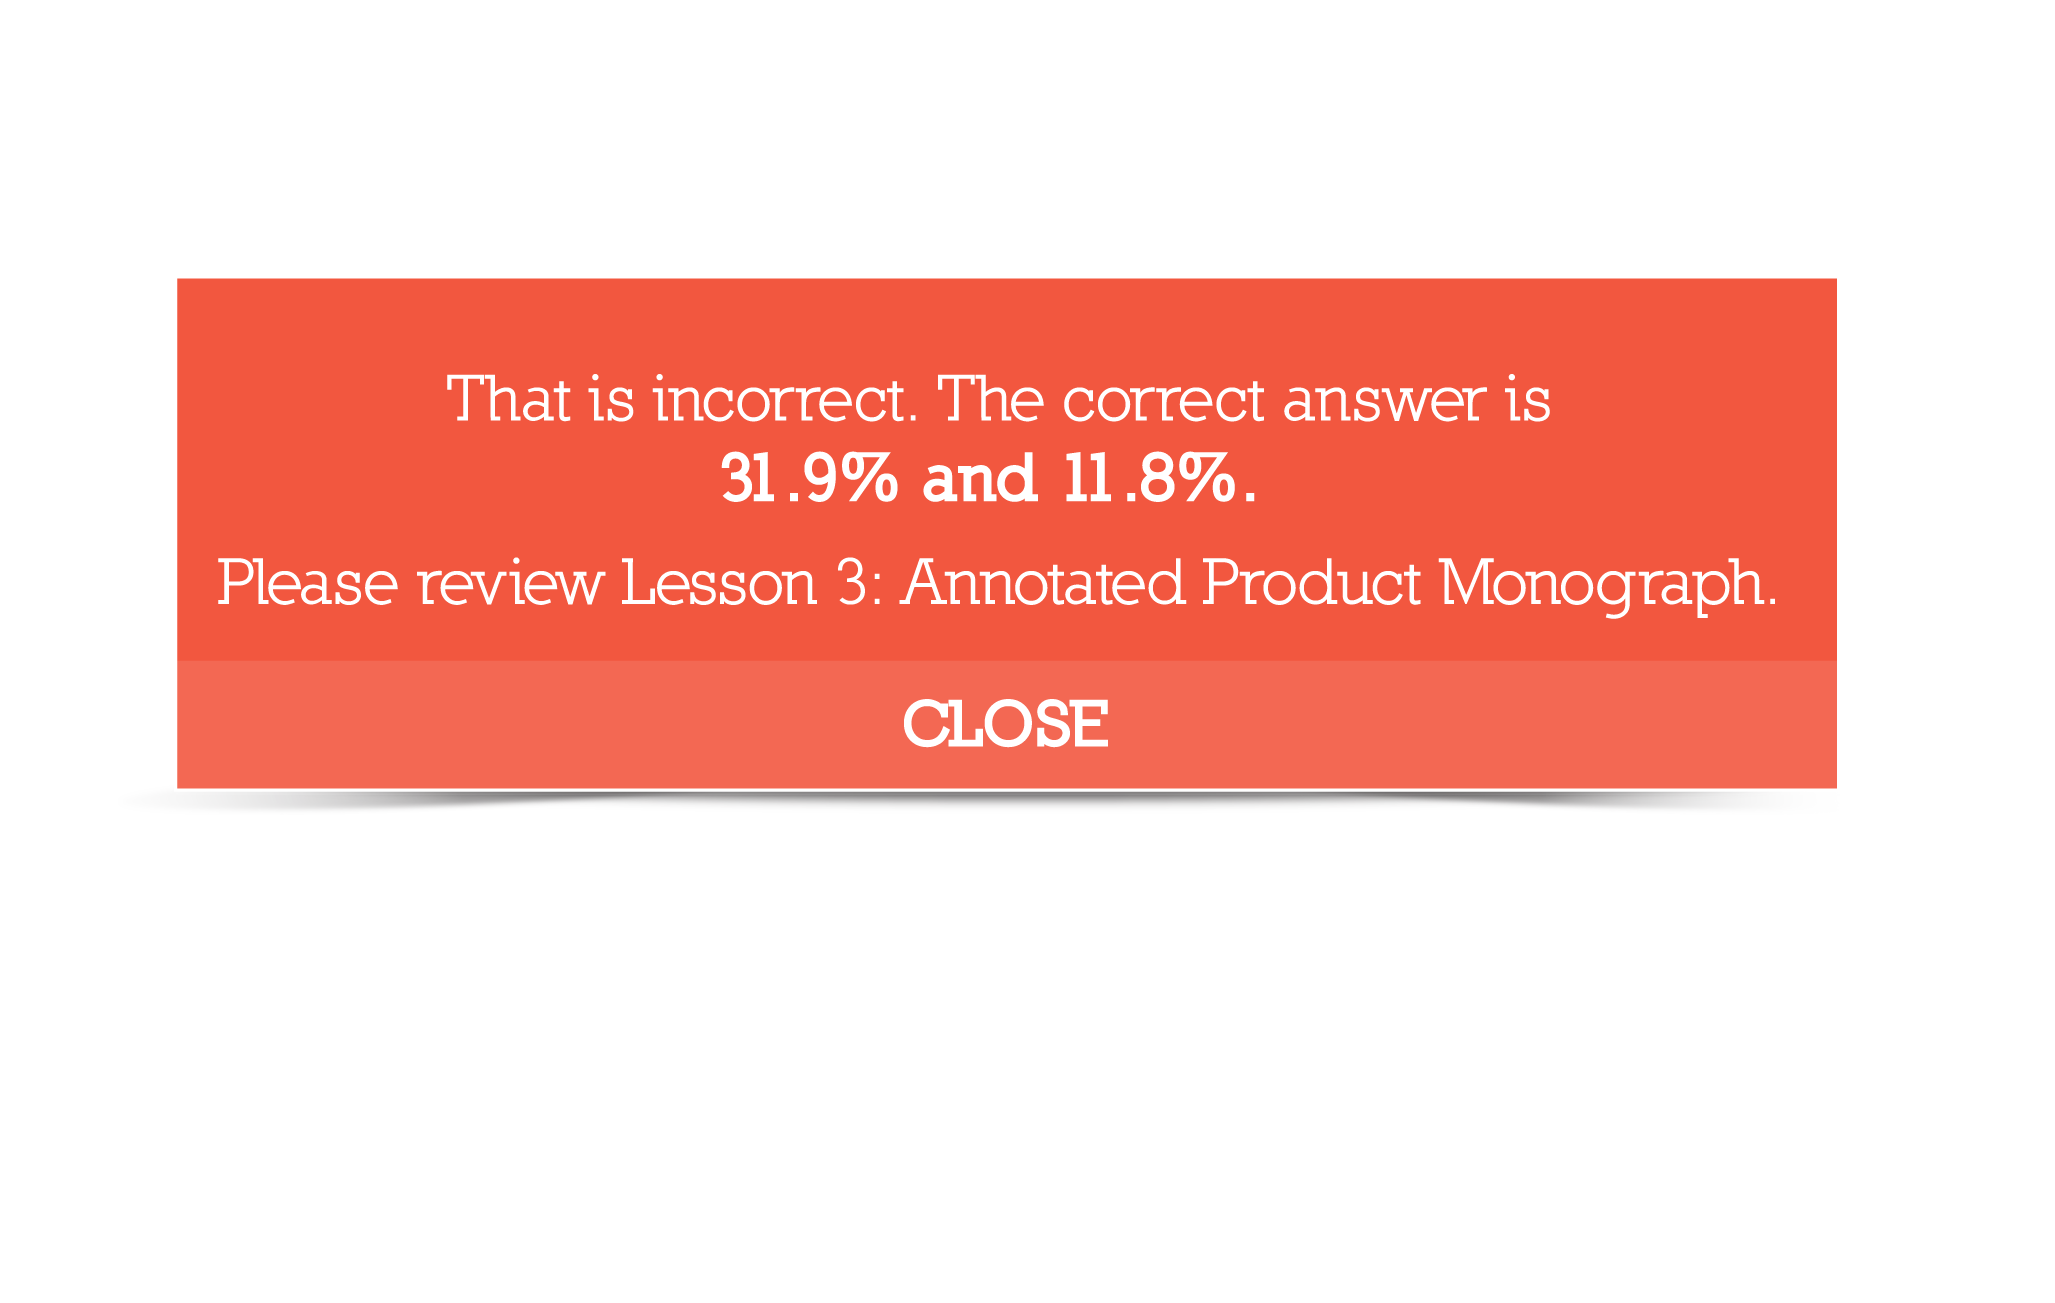 That is incorrect. The correct answer is
31.9% and 11.8%.
Please review Lesson 3: Annotated Product Monograph.
CLOSE